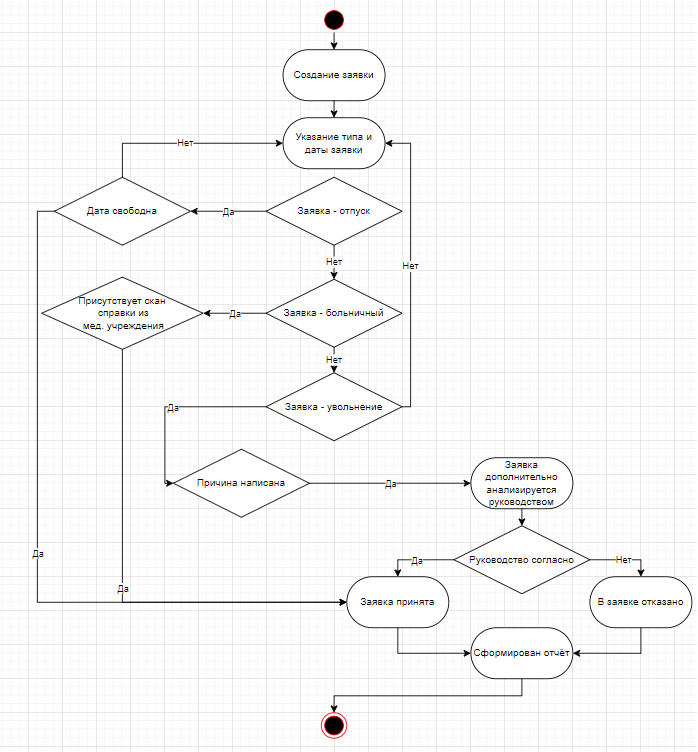 Создание заявки
Указание типа и
даты заявки
Нет
Дата свободна
Да
Заявка - отпуск
Нет
Нет
Присутствует скан
справки из
мед. учреждения
Да
Заявка - больничный
Нет
Заявка - увольнение
Да
Причина написана
Да
Заявка
дополнительно
анализируется
руководством
Да
Да
Руководство согласно
Нет
Да
Заявка принята
В заявке отказано
Сформирован отчёт